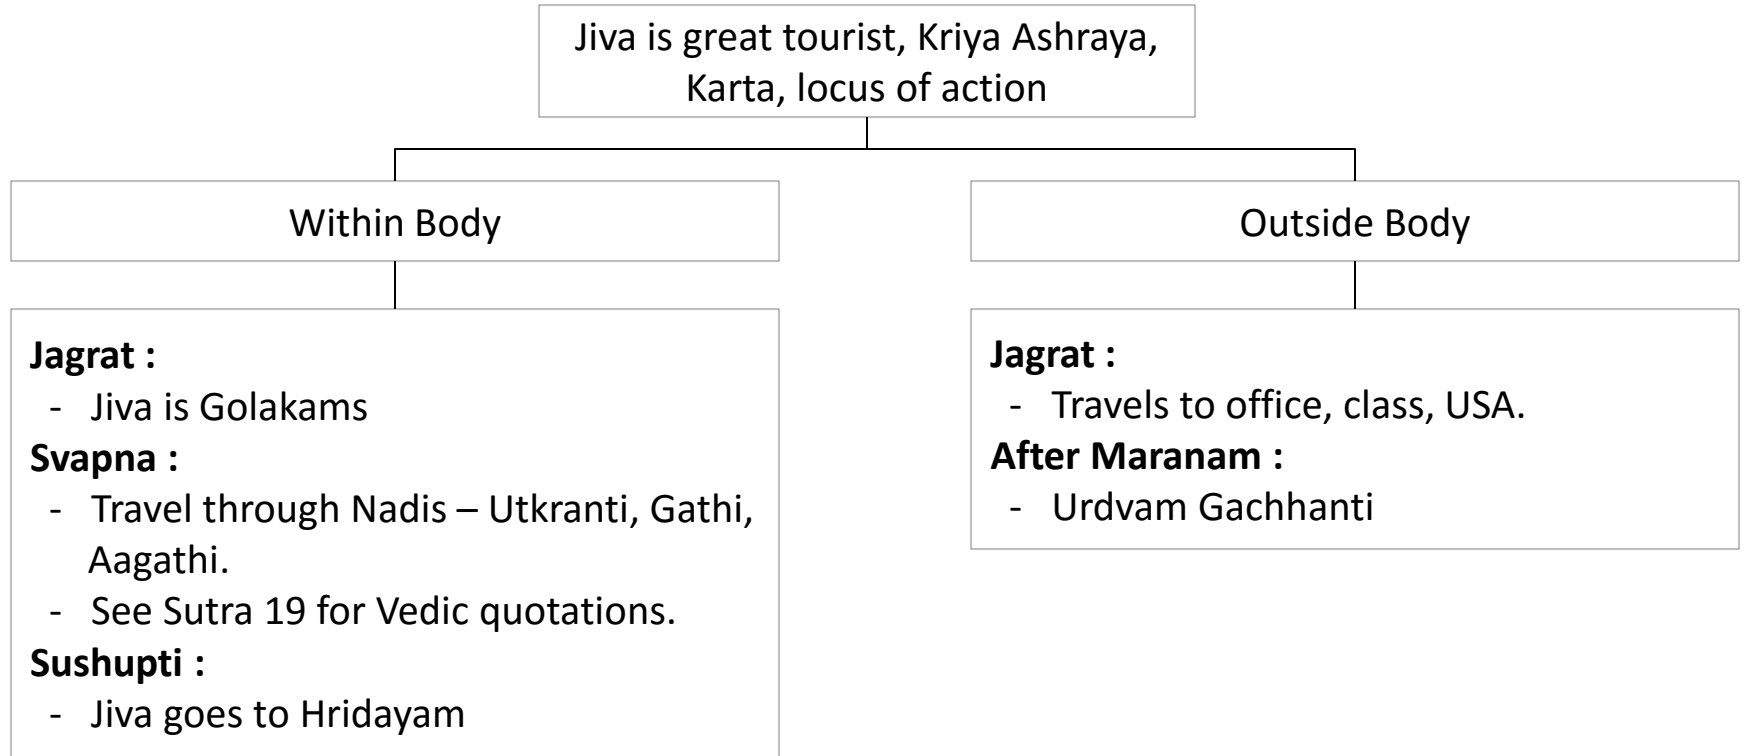 Jiva is great tourist, Kriya Ashraya,
Karta, locus of action
Within Body
Jagrat :
- Jiva is Golakams
Svapna :
- Travel through Nadis – Utkranti, Gathi,
Aagathi.
- See Sutra 19 for Vedic quotations.
Sushupti :
- Jiva goes to Hridayam
Outside Body
Jagrat :
- Travels to office, class, USA.
After Maranam :
- Urdvam Gachhanti